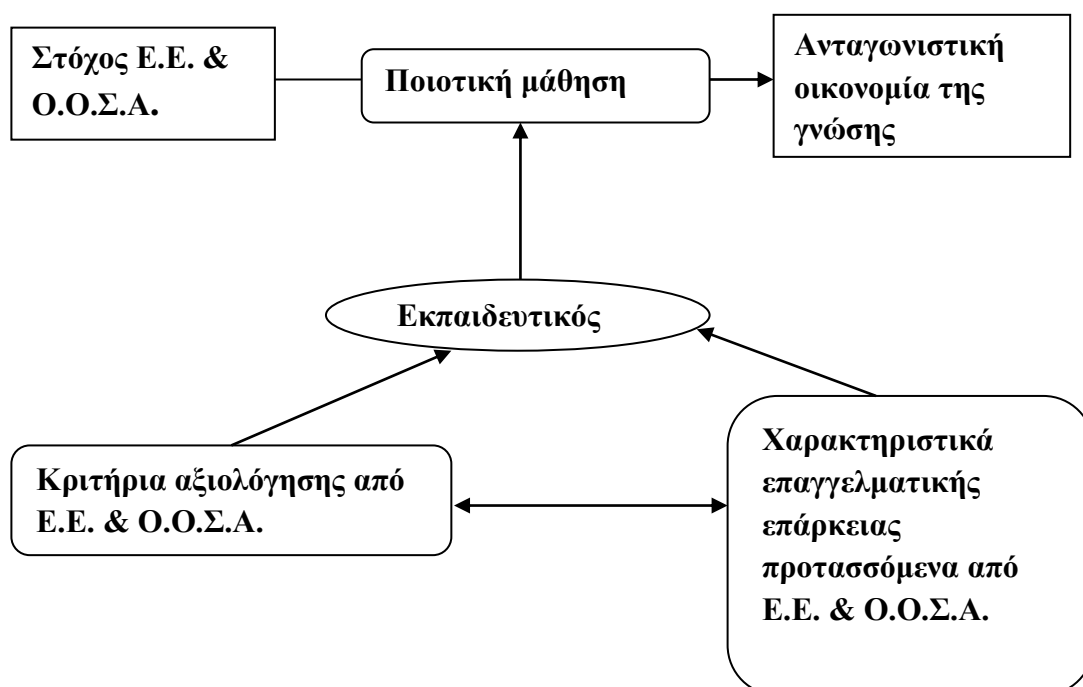 Στόχος Ε.Ε. &
Ο.Ο.Σ.Α.
Ποιοτική μάθηση
Ανταγωνιστική
οικονομία της
γνώσης
Εκπαιδευτικός
Κριτήρια αξιολόγησης από
Ε.Ε. & Ο.Ο.Σ.Α.
Χαρακτηριστικά
επαγγελματικής
επάρκειας
προτασσόμενα από
Ε.Ε. & Ο.Ο.Σ.Α.